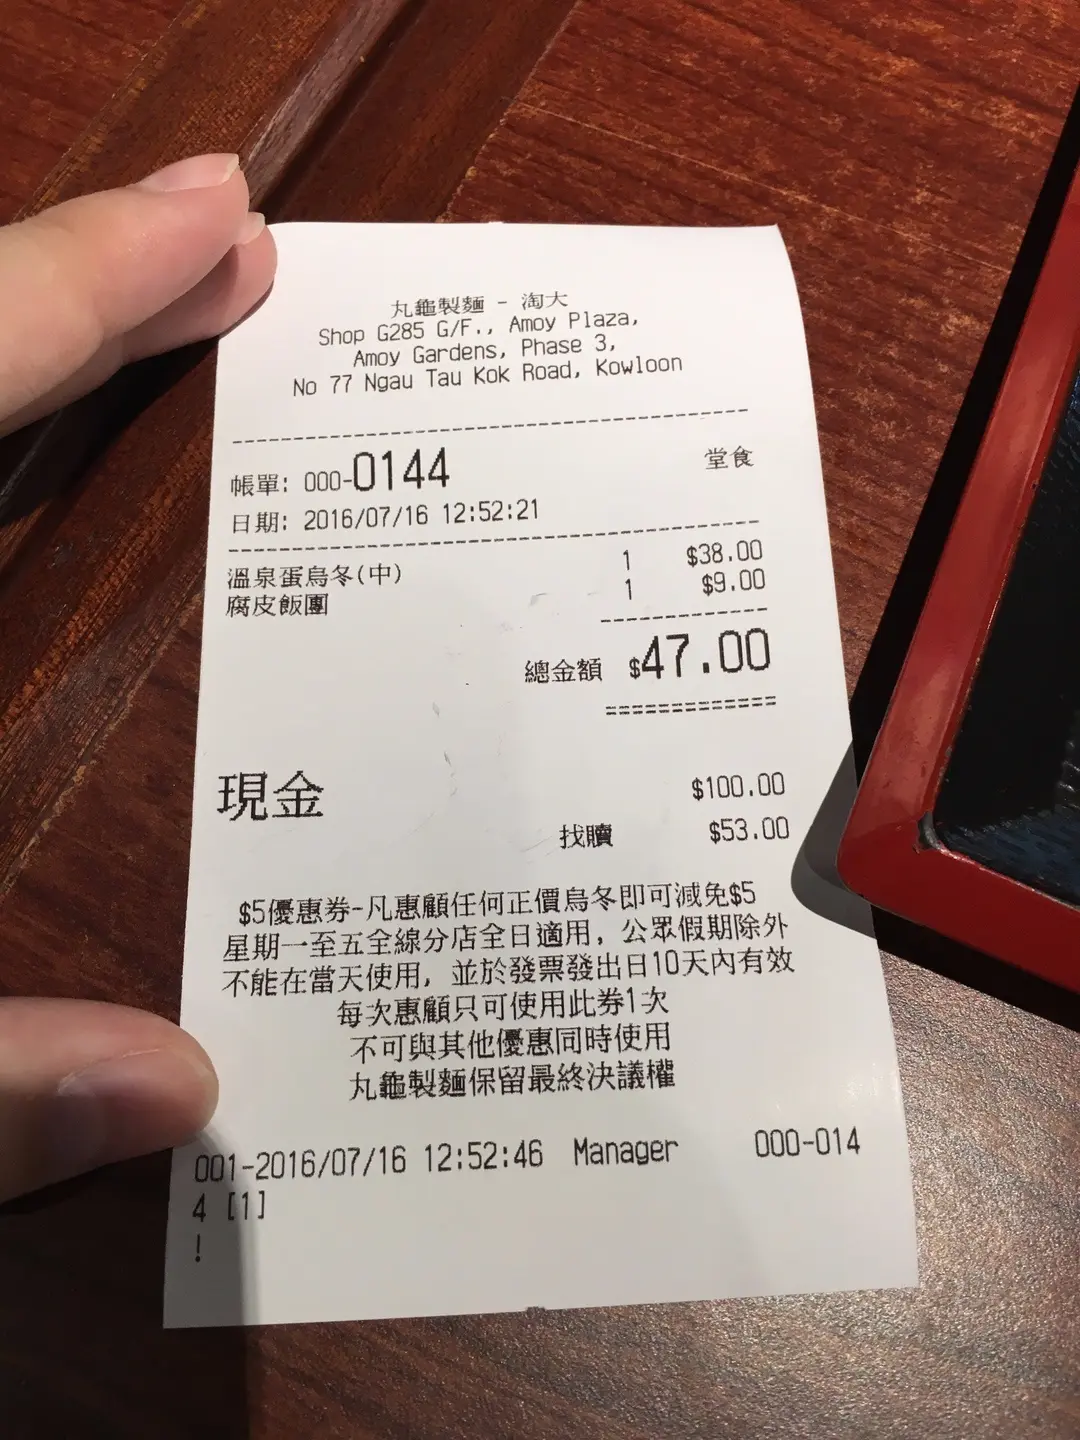 丸龜製麵 - 淘大
Shop G285 G/F., Amoy Plaza,
Amoy Gardens, Phase 3,
No 77 Ngau Tau Kok Road, Kowloon
帳單: 000-0144 堂食
日期: 2016/07/16 12:52:21
溫泉蛋烏冬(中) 1 $38.00
腐皮飯團 1 $9.00
總金額 $47.00
現金 $100.00
找贖 $53.00
$5優惠券-凡惠顧任何正價烏冬即可減免$5
星期一至五全線分店全日適用, 公眾假期除外
不能在當天使用, 並於發票發出日10天內有效
每次惠顧只可使用此券1次
不可與其他優惠同時使用
丸龜製麵保留最終決議權
001-2016/07/16 12:52:46 Manager 000-014
4 [1]
!